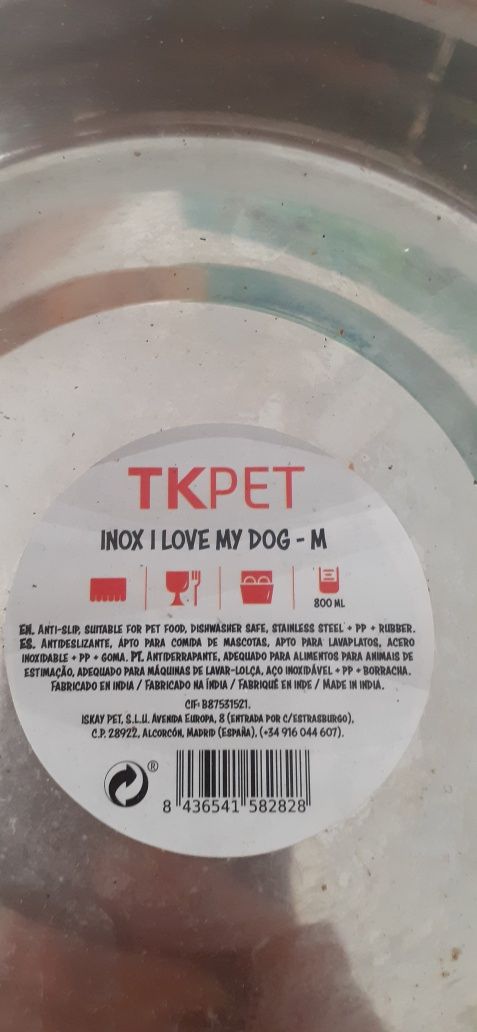 TKPET
INOX I LOVE MY DOG - M
800 ML
EN. ANTI-SLIP, SUITABLE FOR PET FOOD, DISHWASHER SAFE, STAINLESS STEEL + PP + RUBBER.
ES. ANTIDESLIZANTE, APTO PARA COMIDA DE MASCOTAS, APTO PARA LAVAPLATOS, ACERO
INOXIDABLE + PP + GOMA. PT. ANTIDERRAPANTE, ADEQUADO PARA ALIMENTOS PARA ANIMAIS DE
ESTIMAÇÃO, ADEQUADO PARA MÁQUINAS DE LAVAR-LOLÇA, AÇO INOXIDÁVEL + PP + BORRACHA.
FABRICADO EN INDIA / FABRICADO NA ÍNDIA / FABRIQUÉ EN INDE / MADE IN INDIA.
CIF: B87531521.
ISKAY PET, S.L.U. AVENIDA EUROPA, 8 (ENTRADA POR C/ESTRASBURGO),
C.P. 28922, ALCORCÓN, MADRID (ESPAÑA), (+34 916 044 607).
®
8 436541 582828